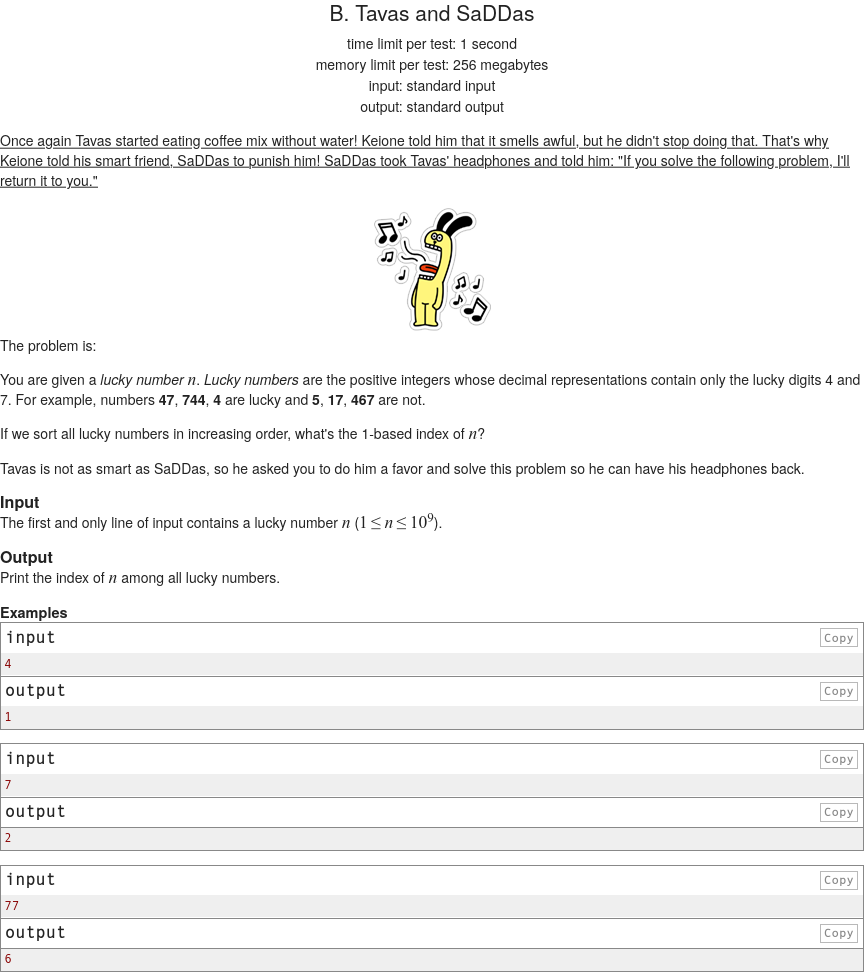 B. Tavas and SaDDas
time limit per test: 1 second
memory limit per test: 256 megabytes
input: standard input
output: standard output
Once again Tavas started eating coffee mix without water! Keione told him that it smells awful, but he didn't stop doing that. That's why
Keione told his smart friend, SaDDas to punish him! SaDDas took Tavas' headphones and told him: "If you solve the following problem, I'll
return it to you."
The problem is:
You are given a lucky number n. Lucky numbers are the positive integers whose decimal representations contain only the lucky digits 4 and
7. For example, numbers 47, 744, 4 are lucky and 5, 17, 467 are not.
If we sort all lucky numbers in increasing order, what's the 1-based index of n?
Tavas is not as smart as SaDDas, so he asked you to do him a favor and solve this problem so he can have his headphones back.
Input
The first and only line of input contains a lucky number n (1 ≤ n ≤ 10⁹).
Output
Print the index of n among all lucky numbers.
Examples
input Copy
4
output Copy
1
input Copy
7
output Copy
2
input Copy
77
output Copy
6